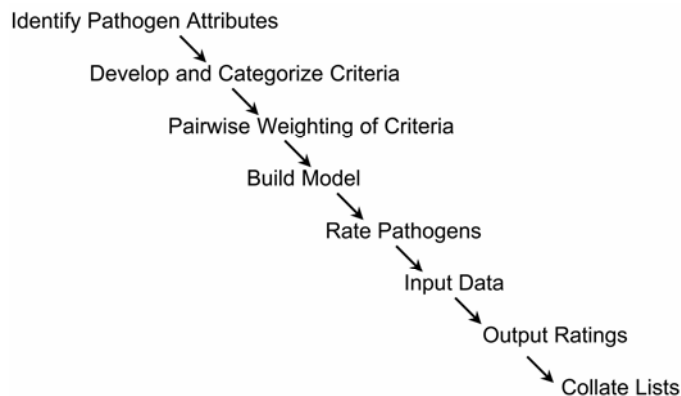 Identify Pathogen Attributes
Develop and Categorize Criteria
Pairwise Weighting of Criteria
Build Model
Rate Pathogens
Input Data
Output Ratings
Collate Lists